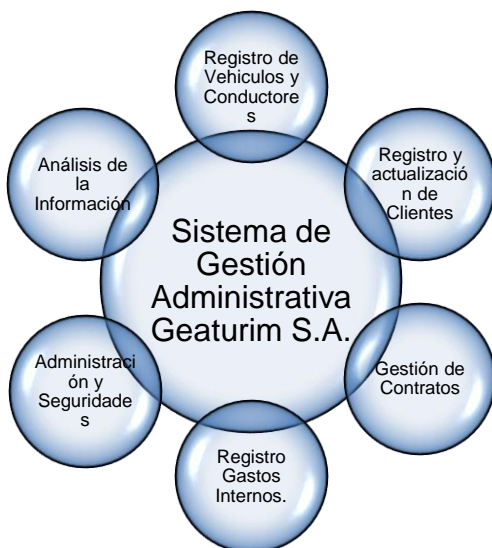 Registro de
Vehiculos y
Conductore
s
Registro y
actualizació
n de
Clientes
Gestión de
Contratos
Registro
Gastos
Internos.
Administraci
ón y
Seguridade
s
Análisis de
la
Información
Sistema de
Gestión
Administrativa
Geaturim S.A.